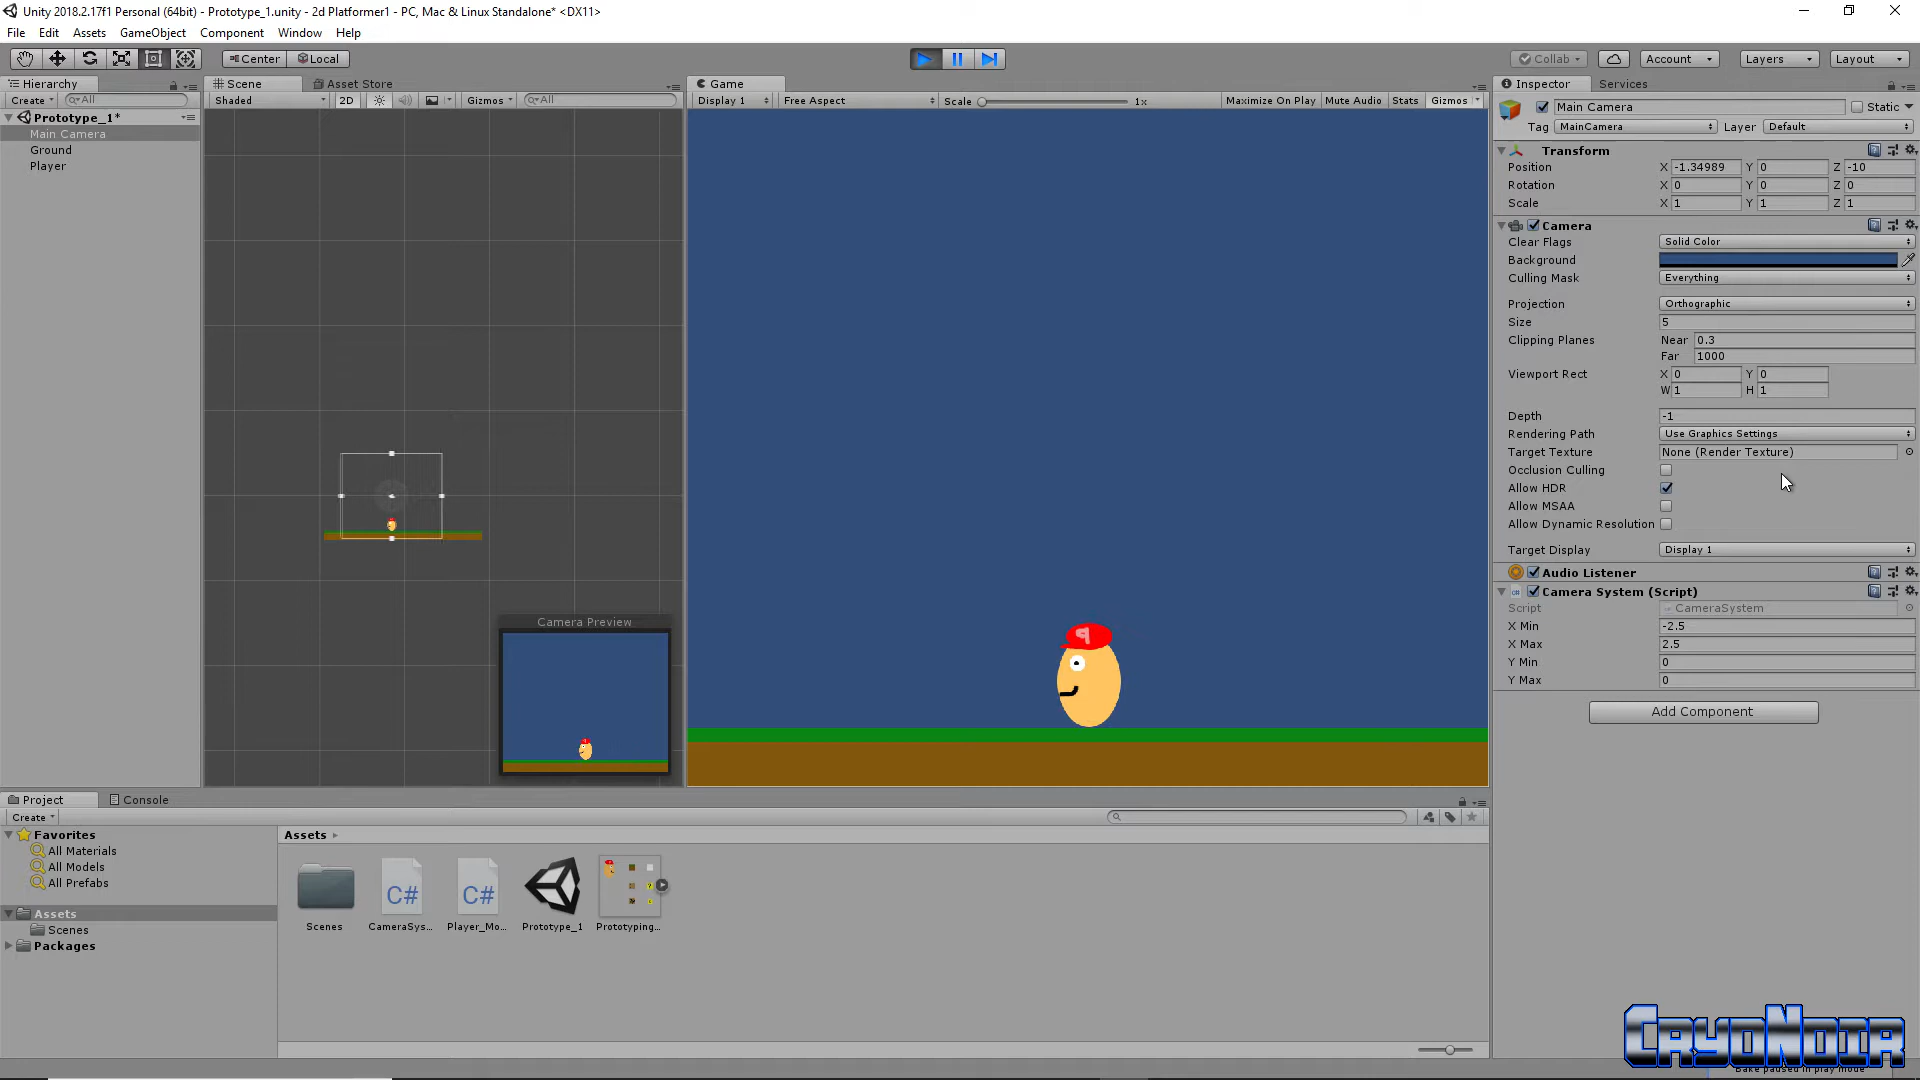 Unity 2018.2.17f1 Personal (64bit) - Prototype_1.unity - 2d Platformer1 - PC, Mac & Linux Standalone* <DX11>
File Edit Assets GameObject Component Window Help
Center Local Collab Account Layers Layout
Hierarchy
Create All
Prototype_1*
Main Camera
Ground
Player
Scene Asset Store
Shaded 2D Gizmos All
Camera Preview
Game
Display 1 Free Aspect Scale 1x Maximize On Play Mute Audio Stats Gizmos
Inspector Services
Main Camera Static
Tag MainCamera Layer Default
Transform
Position X -1.34989 Y 0 Z -10
Rotation X 0 Y 0 Z 0
Scale X 1 Y 1 Z 1
Camera
Clear Flags Solid Color
Background
Culling Mask Everything
Projection Orthographic
Size 5
Clipping Planes Near 0.3
Far 1000
Viewport Rect X 0 Y 0
W 1 H 1
Depth -1
Rendering Path Use Graphics Settings
Target Texture None (Render Texture)
Occlusion Culling
Allow HDR
Allow MSAA
Allow Dynamic Resolution
Target Display Display 1
Audio Listener
Camera System (Script)
Script CameraSystem
X Min -2.5
X Max 2.5
Y Min 0
Y Max 0
Add Component
Project Console
Create
Favorites
All Materials
All Models
All Prefabs
Assets
Scenes
Packages
Assets
C# C#
Scenes CameraSys... Player_Mo... Prototype_1 Prototyping...
CryoNoir
Bake paused in play mode